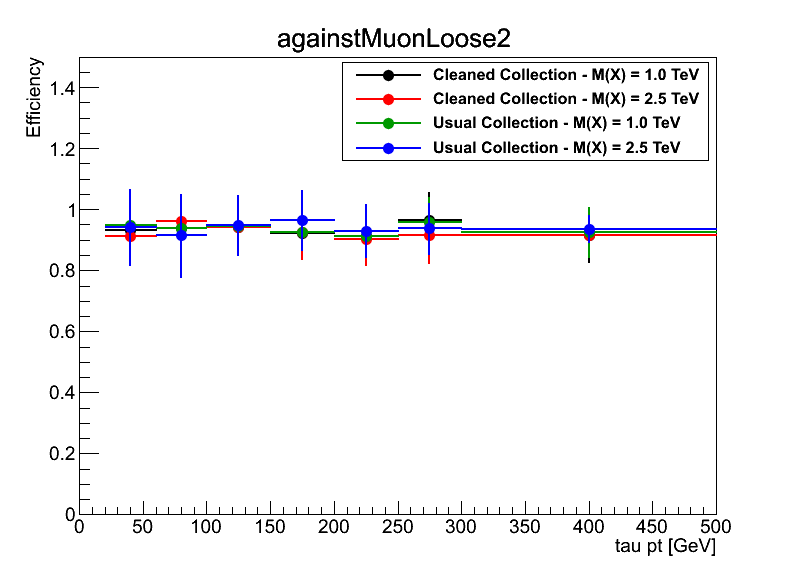 againstMuonLoose2
Efficiency
Cleaned Collection - M(X) = 1.0 TeV
Cleaned Collection - M(X) = 2.5 TeV
Usual Collection - M(X) = 1.0 TeV
Usual Collection - M(X) = 2.5 TeV
1.4
1.2
1
0.8
0.6
0.4
0.2
0
0 50 100 150 200 250 300 350 400 450 500
tau pt [GeV]